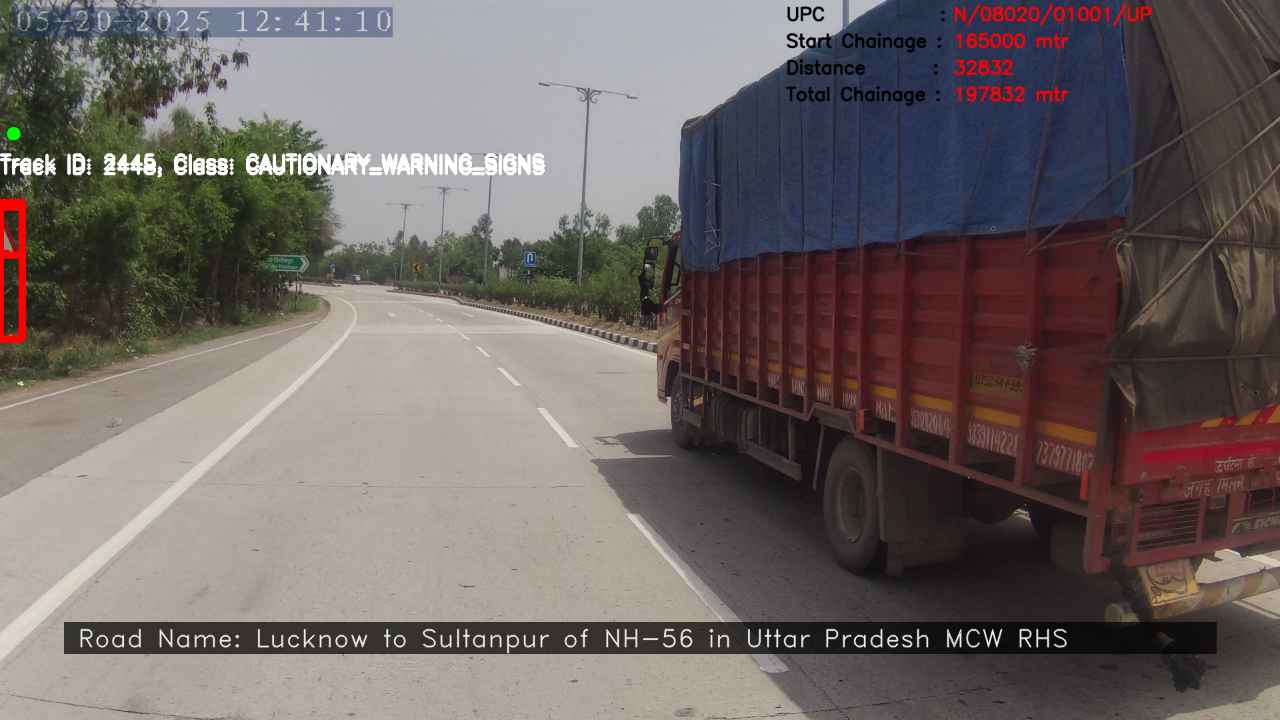 05-20-2025 12:41:10
UPC : N/08020/01001/UP
Start Chainage : 165000 mtr
Distance : 32832
Total Chainage : 197832 mtr
Track ID: 2445, Class: CAUTIONARY_WARNING_SIGNS
जगह मिलने
Road Name: Lucknow to Sultanpur of NH-56 in Uttar Pradesh MCW RHS